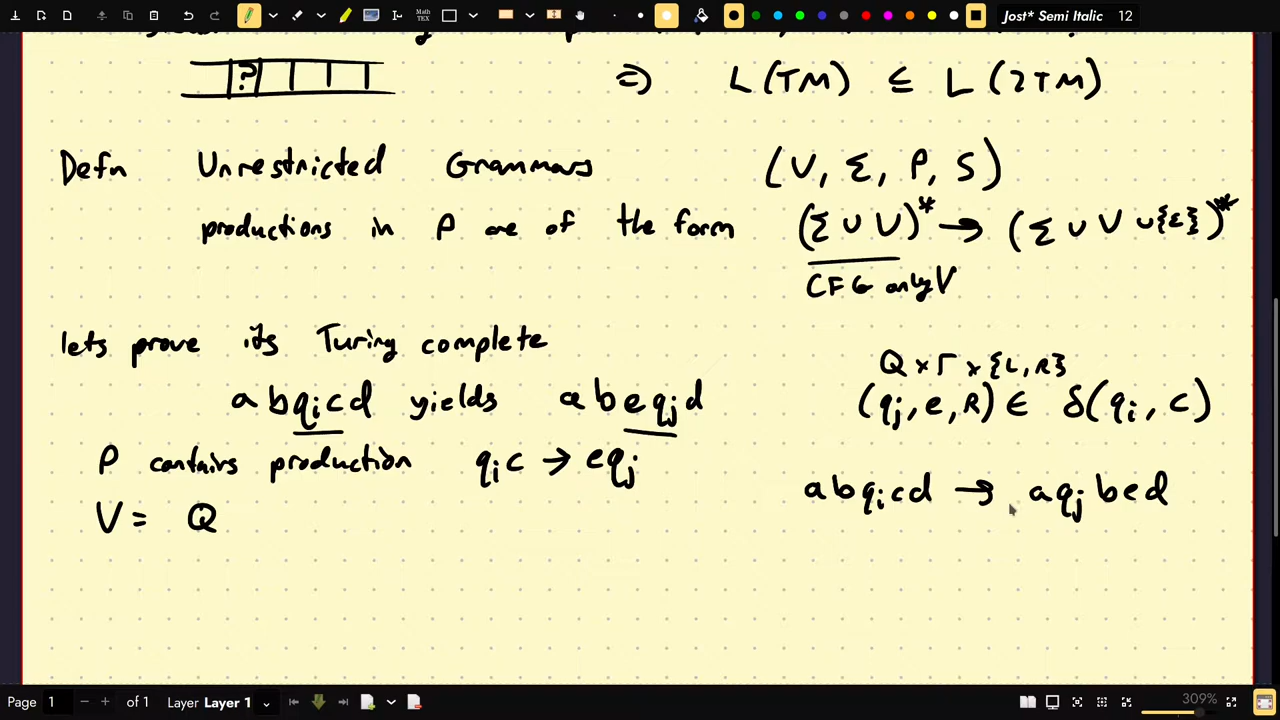 Jost* Semi Italic 12
? ⇒ L(TM) ≤ L(2TM)
Defn Unrestricted Grammars (V, Σ, P, S)
productions in P are of the form (Σ ∪ V)* → (Σ ∪ V ∪{ε})*
CFG only V
lets prove its Turing complete
Q × Γ × {L, R}
abqicd yields abeqjd (qj, e, R) ∈ δ(qi, c)
P contains production qic → eqj
abqicd → aqjbed
V = Q
Page 1 of 1 Layer Layer 1 309%